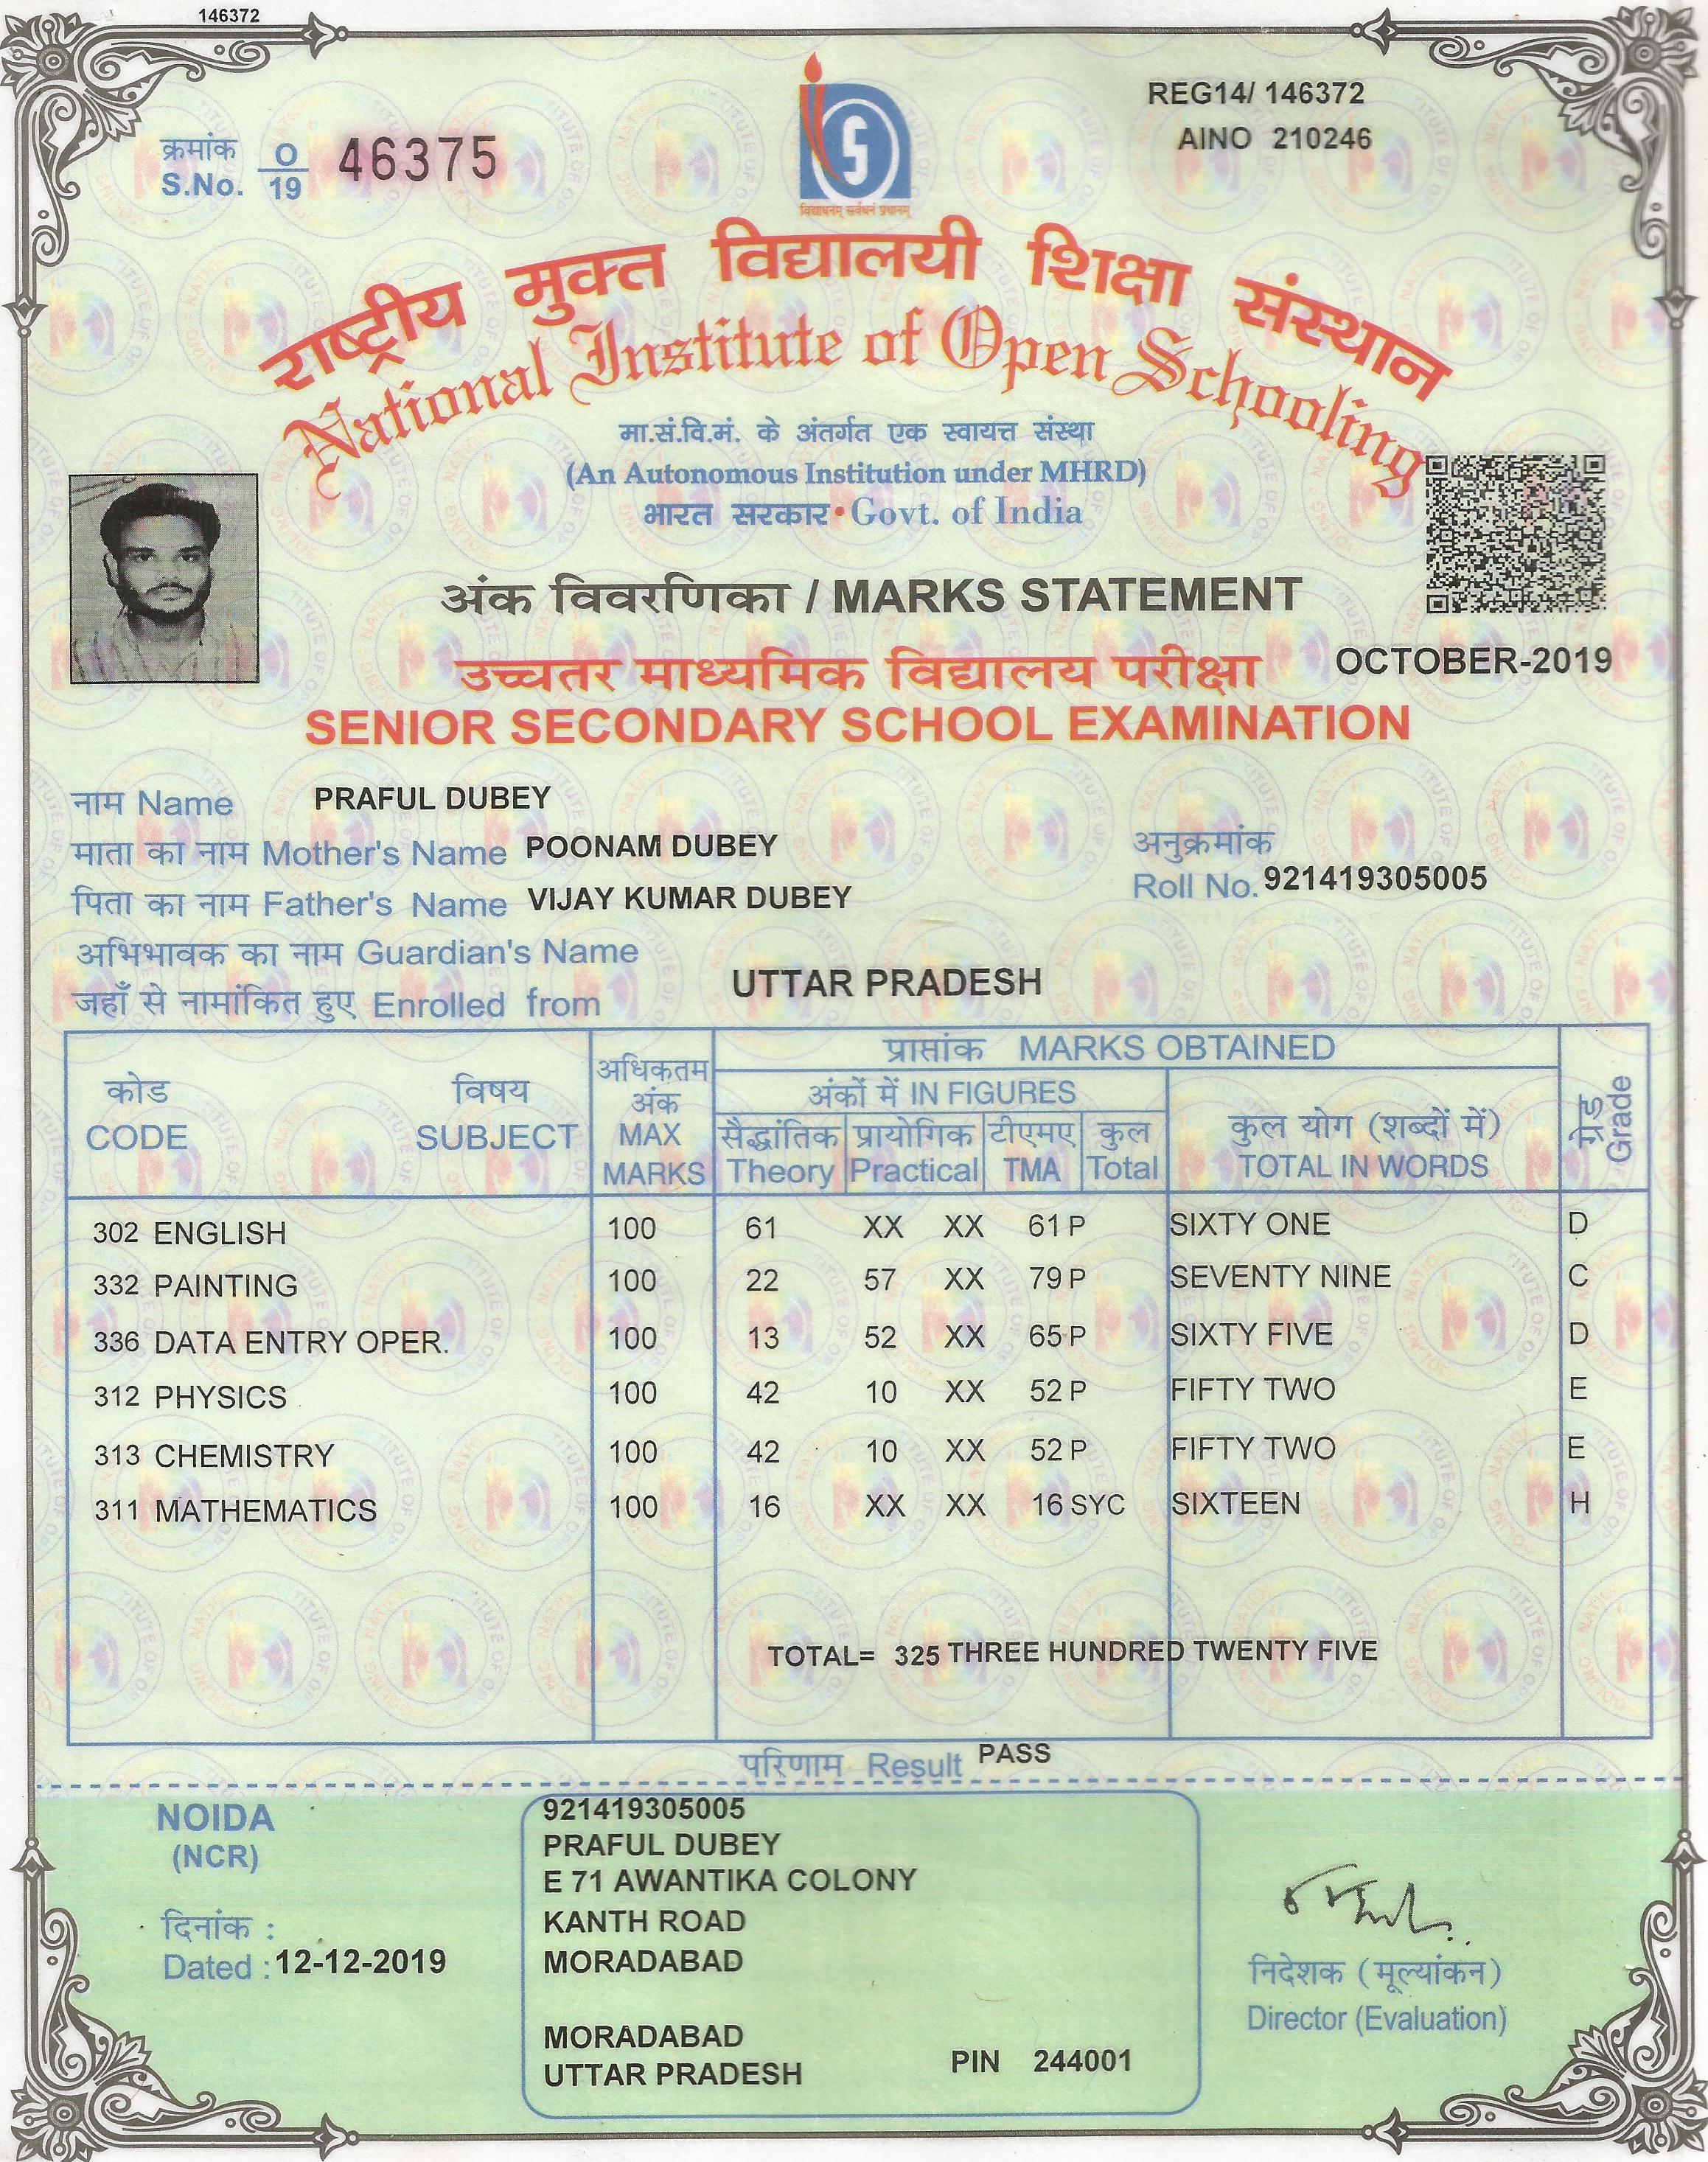 146372
REG14/ 146372
AINO 210246
क्रमांक
S.No. O/19 46375
विद्याधनम् सर्वधनं प्रधानम्
राष्ट्रीय मुक्त विद्यालयी शिक्षा संस्थान
National Institute of Open Schooling
मा.सं.वि.मं. के अंतर्गत एक स्वायत्त संस्था
(An Autonomous Institution under MHRD)
भारत सरकार•Govt. of India
अंक विवरणिका / MARKS STATEMENT
उच्चतर माध्यमिक विद्यालय परीक्षा OCTOBER-2019
SENIOR SECONDARY SCHOOL EXAMINATION
नाम Name PRAFUL DUBEY
माता का नाम Mother's Name POONAM DUBEY
अनुक्रमांक
Roll No. 921419305005
पिता का नाम Father's Name VIJAY KUMAR DUBEY
अभिभावक का नाम Guardian's Name
जहाँ से नामांकित हुए Enrolled from UTTAR PRADESH
कोड विषय
CODE SUBJECT
अधिकतम
अंक
MAX
MARKS
प्राप्तांक MARKS OBTAINED
अंकों में IN FIGURES
सैद्धांतिक प्रायोगिक टीएमए कुल
Theory Practical TMA Total
कुल योग (शब्दों में)
TOTAL IN WORDS
ग्रेड
Grade
302 ENGLISH 100 61 XX XX 61 P SIXTY ONE D
332 PAINTING 100 22 57 XX 79 P SEVENTY NINE C
336 DATA ENTRY OPER. 100 13 52 XX 65 P SIXTY FIVE D
312 PHYSICS 100 42 10 XX 52 P FIFTY TWO E
313 CHEMISTRY 100 42 10 XX 52 P FIFTY TWO E
311 MATHEMATICS 100 16 XX XX 16 SYC SIXTEEN H
TOTAL= 325 THREE HUNDRED TWENTY FIVE
परिणाम Result PASS
NOIDA
(NCR)
दिनांक :
Dated : 12-12-2019
921419305005
PRAFUL DUBEY
E 71 AWANTIKA COLONY
KANTH ROAD
MORADABAD
MORADABAD
UTTAR PRADESH PIN 244001
निदेशक (मूल्यांकन)
Director (Evaluation)